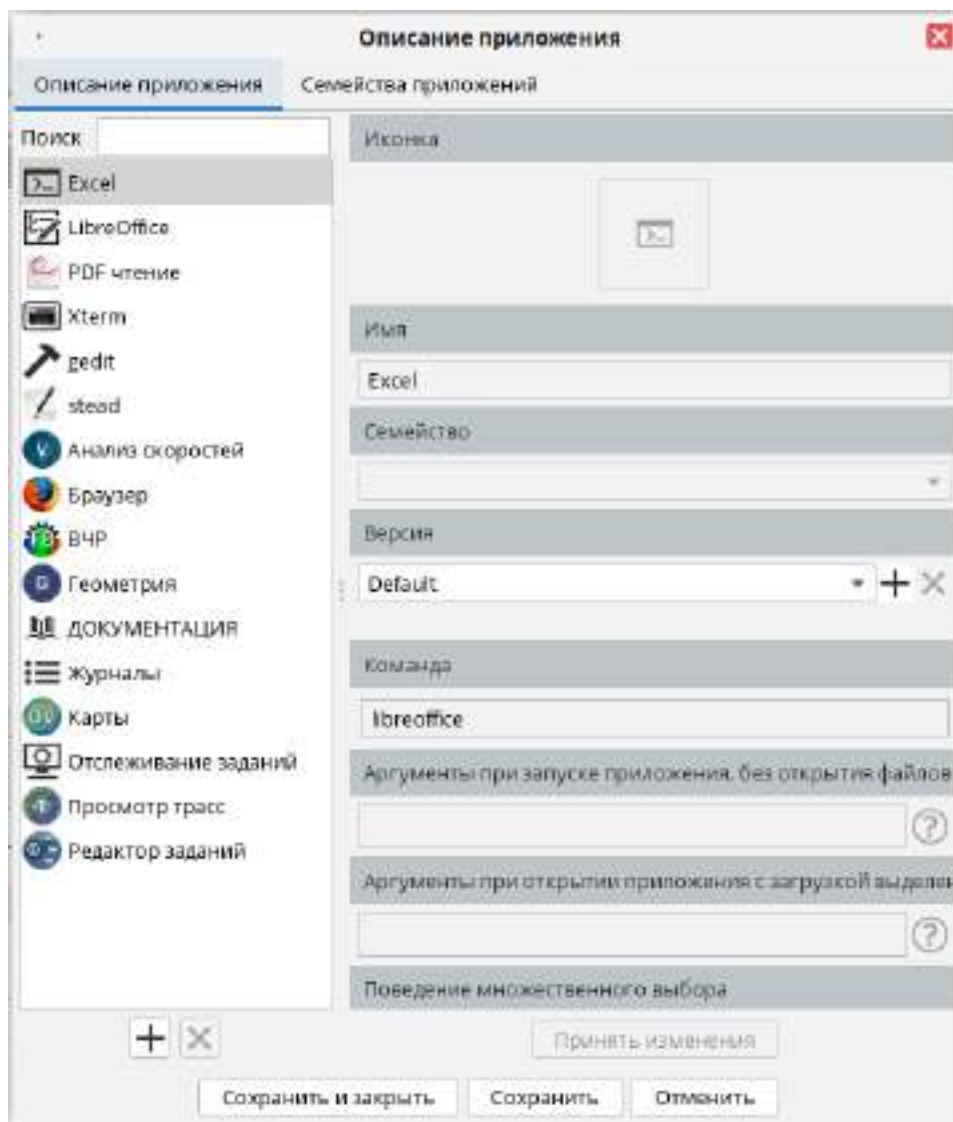 Описание приложения
Описание приложения
Семейства приложений
Поиск
Excel
LibreOffice
PDF чтение
Xterm
gedit
stead
Анализ скоростей
Браузер
ВЧР
Геометрия
ДОКУМЕНТАЦИЯ
Журналы
Карты
Отслеживание заданий
Просмотр трасс
Редактор заданий
Иконка
Имя
Excel
Семейство
Версия
Default
Команда
libreoffice
Аргументы при запуске приложения, без открытия файлов
Аргументы при открытии приложения с загрузкой выделен
Поведение множественного выбора
Принять изменения
Сохранить и закрыть
Сохранить
Отменить